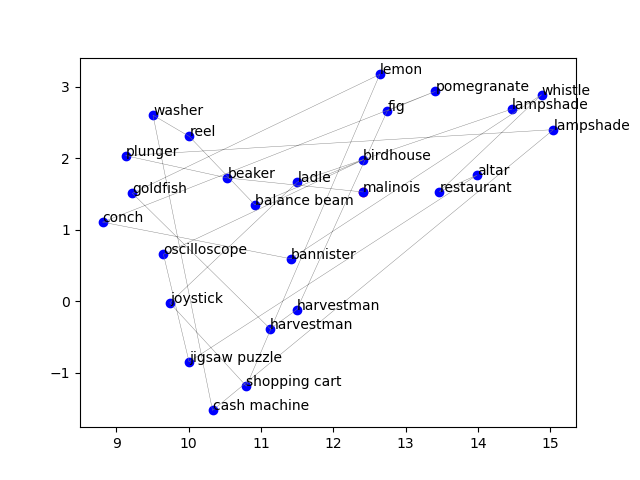 lemon
pomegranate
whistle
lampshade
fig
washer
lampshade
reel
plunger
birdhouse
beaker
ladle
altar
goldfish
malinois
restaurant
balance beam
conch
oscilloscope
bannister
joystick
harvestman
harvestman
jigsaw puzzle
shopping cart
cash machine
3
2
1
0
−1
9 10 11 12 13 14 15